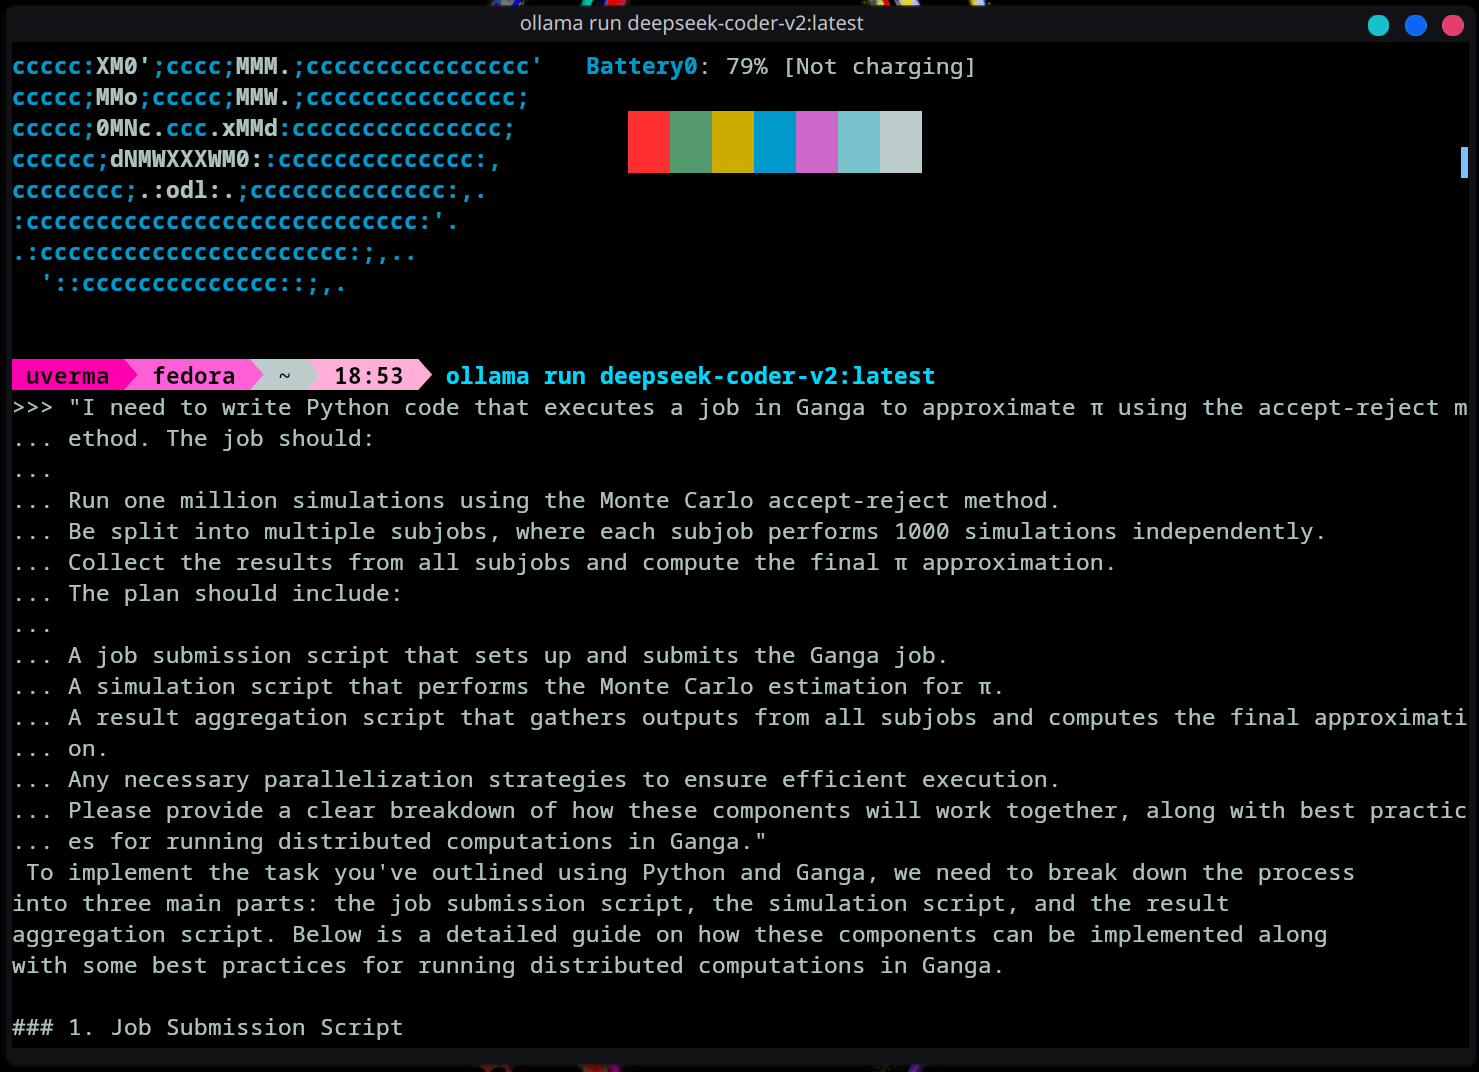 ollama run deepseek-coder-v2:latest
ccccc:XM0';cccc;MMM.;cccccccccccccccc' Battery0: 79% [Not charging]
ccccc;MMo;ccccc;MMW.;ccccccccccccccc;
ccccc;0MNc.ccc.xMMd:ccccccccccccccc;
cccccc;dNMWXXXWM0::cccccccccccccc:,
cccccccc;.:odl:.;cccccccccccccc:,.
:cccccccccccccccccccccccccccc:'.
.:cccccccccccccccccccccc:;,..
'::cccccccccccccc::;,.
uverma fedora ~ 18:53 ollama run deepseek-coder-v2:latest
>>> "I need to write Python code that executes a job in Ganga to approximate π using the accept-reject m
... ethod. The job should:
...
... Run one million simulations using the Monte Carlo accept-reject method.
... Be split into multiple subjobs, where each subjob performs 1000 simulations independently.
... Collect the results from all subjobs and compute the final π approximation.
... The plan should include:
...
... A job submission script that sets up and submits the Ganga job.
... A simulation script that performs the Monte Carlo estimation for π.
... A result aggregation script that gathers outputs from all subjobs and computes the final approximati
... on.
... Any necessary parallelization strategies to ensure efficient execution.
... Please provide a clear breakdown of how these components will work together, along with best practic
... es for running distributed computations in Ganga."
To implement the task you've outlined using Python and Ganga, we need to break down the process
into three main parts: the job submission script, the simulation script, and the result
aggregation script. Below is a detailed guide on how these components can be implemented along
with some best practices for running distributed computations in Ganga.
### 1. Job Submission Script